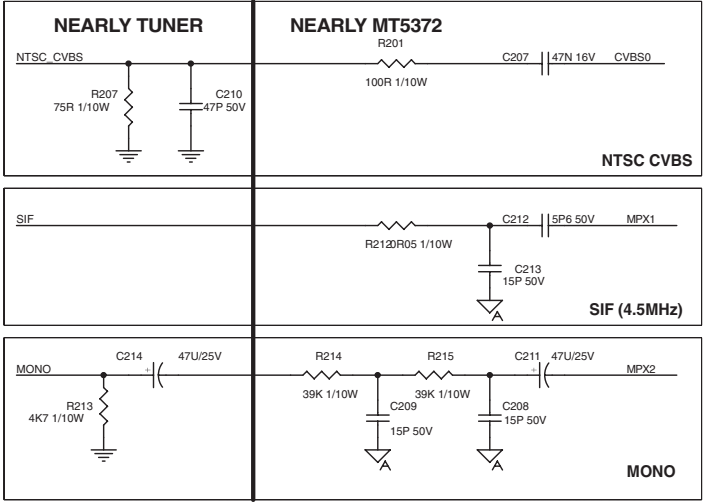 NEARLY TUNER
NEARLY MT5372
NTSC_CVBS
R201
100R 1/10W
C207
47N 16V
CVBS0
R207
75R 1/10W
C210
47P 50V
NTSC CVBS
SIF
R212
0R05 1/10W
C212
5P6 50V
MPX1
C213
15P 50V
A
SIF (4.5MHz)
MONO
C214
+
47U/25V
R214
39K 1/10W
R215
39K 1/10W
C211
+
47U/25V
MPX2
R213
4K7 1/10W
C209
15P 50V
A
C208
15P 50V
A
MONO